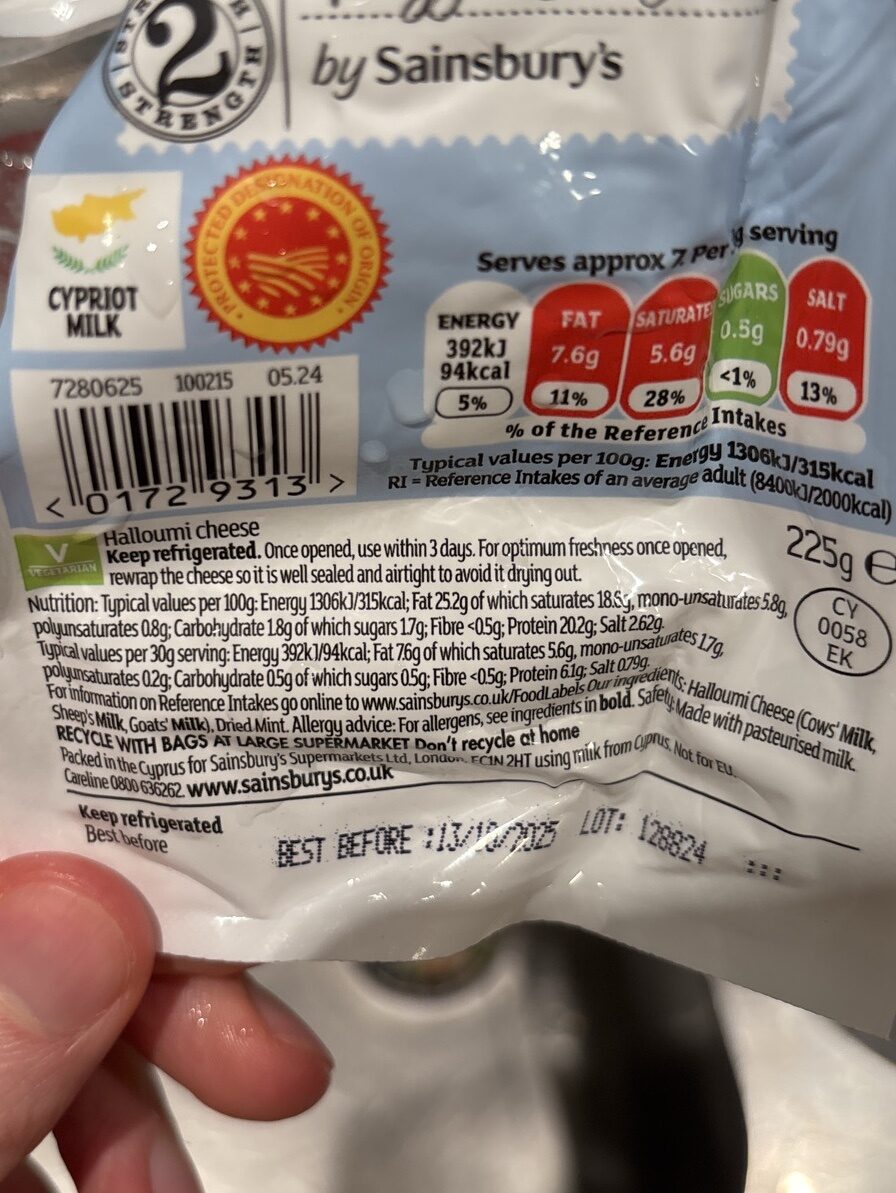 2
STRENGTH
by Sainsbury's
PROTECTED DESIGNATION OF ORIGIN
CYPRIOT
MILK
Serves approx 7 Per g serving
ENERGY
392kJ
94kcal
5%
FAT
7.6g
11%
SATURATE
5.6g
28%
SUGARS
0.5g
<1%
SALT
0.79g
13%
% of the Reference Intakes
Typical values per 100g: Energy 1306kJ/315kcal
RI = Reference Intakes of an average adult (8400kJ/2000kcal)
7280625 100215 05.24
< 0172 9313 >
V
VEGETARIAN
Halloumi cheese
Keep refrigerated. Once opened, use within 3 days. For optimum freshness once opened,
rewrap the cheese so it is well sealed and airtight to avoid it drying out.
225g e
CY
0058
EK
Nutrition: Typical values per 100g: Energy 1306kJ/315kcal; Fat 25.2g of which saturates 18.6g, mono-unsaturates 5.8g,
polyunsaturates 0.8g; Carbohydrate 1.8g of which sugars 1.7g; Fibre <0.5g; Protein 20.2g; Salt 2.62g.
Typical values per 30g serving: Energy 392kJ/94kcal; Fat 7.6g of which saturates 5.6g, mono-unsaturates 1.7g,
polyunsaturates 0.2g; Carbohydrate 0.5g of which sugars 0.5g; Fibre <0.5g; Protein 6.1g; Salt 0.79g.
For information on Reference Intakes go online to www.sainsburys.co.uk/FoodLabels Our ingredients: Halloumi Cheese (Cows' Milk,
Sheep's Milk, Goats' Milk), Dried Mint. Allergy advice: For allergens, see ingredients in bold. Safety: Made with pasteurised milk.
RECYCLE WITH BAGS AT LARGE SUPERMARKET Don't recycle at home
Packed in the Cyprus for Sainsbury's Supermarkets Ltd, London, EC1N 2HT using milk from Cyprus. Not for EU.
Careline 0800 636262 www.sainsburys.co.uk
Keep refrigerated
Best before
BEST BEFORE :13/10/2025 LOT: 128824